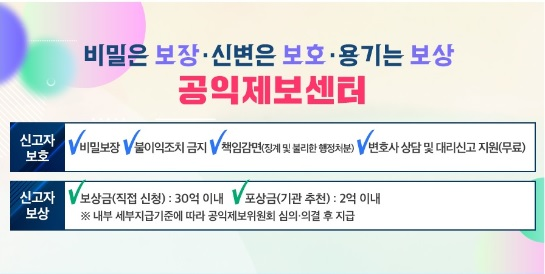 비밀은 보장·신변은 보호·용기는 보상
공익제보센터
신고자 보호
비밀보장 불이익조치 금지 책임감면(징계 및 불리한 행정처분) 변호사 상담 및 대리신고 지원(무료)
신고자 보상
보상금(직접 신청) : 30억 이내 포상금(기관 추천) : 2억 이내
※ 내부 세부지급기준에 따라 공익제보위원회 심의·의결 후 지급